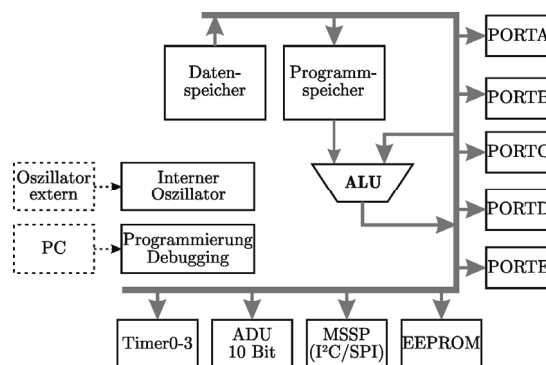 PORTA
Daten-
speicher
Programm-
speicher
PORTB
PORTC
ALU
Oszillator
extern
Interner
Oszillator
PORTD
PC
Programmierung
Debugging
PORTE
Timer0-3
ADU
10 Bit
MSSP
(I²C/SPI)
EEPROM